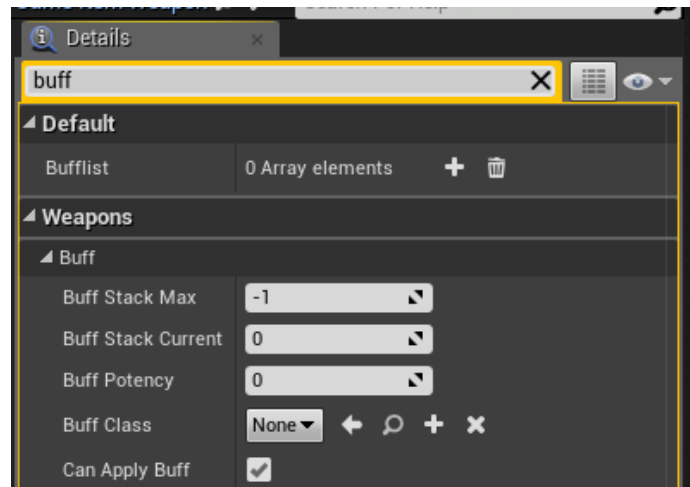 Details
buff
Default
Bufflist 0 Array elements
Weapons
Buff
Buff Stack Max -1
Buff Stack Current 0
Buff Potency 0
Buff Class None
Can Apply Buff